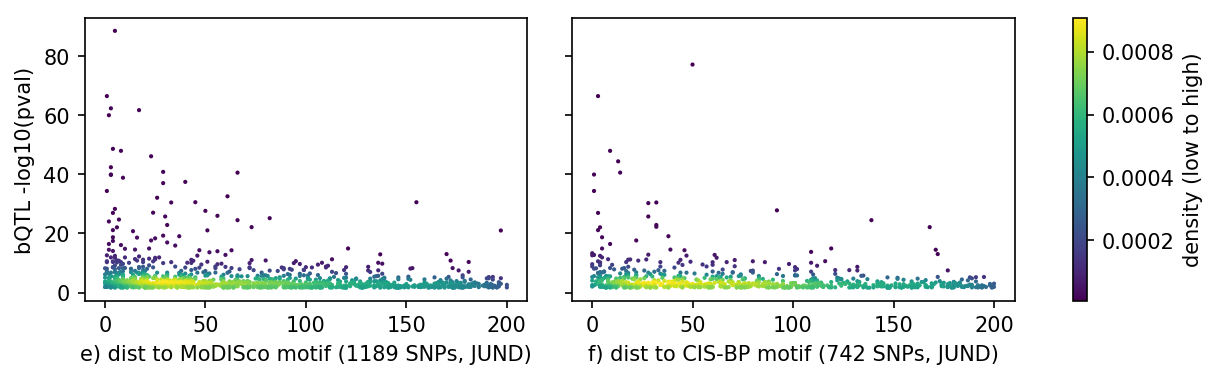 bQTL -log10(pval)
80
60
40
20
0
0 50 100 150 200
e) dist to MoDISco motif (1189 SNPs, JUND)
0 50 100 150 200
f) dist to CIS-BP motif (742 SNPs, JUND)
0.0008
0.0006
0.0004
0.0002
density (low to high)